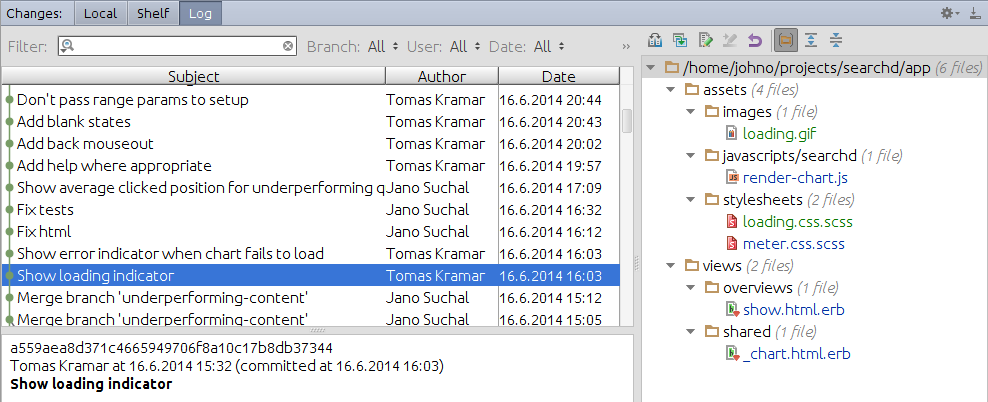 Changes: Local Shelf Log
Filter: Branch: All User: All Date: All »
Subject Author Date
Don't pass range params to setup Tomas Kramar 16.6.2014 20:44
Add blank states Tomas Kramar 16.6.2014 20:43
Add back mouseout Tomas Kramar 16.6.2014 20:02
Add help where appropriate Tomas Kramar 16.6.2014 19:57
Show average clicked position for underperforming q Jano Suchal 16.6.2014 17:09
Fix tests Jano Suchal 16.6.2014 16:32
Fix html Jano Suchal 16.6.2014 16:12
Show error indicator when chart fails to load Tomas Kramar 16.6.2014 16:03
Show loading indicator Tomas Kramar 16.6.2014 16:03
Merge branch 'underperforming-content' Jano Suchal 16.6.2014 15:12
Merge branch 'underperforming-content' Jano Suchal 16.6.2014 15:05
a559aea8d371c4665949706f8a10c17b8db37344
Tomas Kramar at 16.6.2014 15:32 (committed at 16.6.2014 16:03)
Show loading indicator
/home/johno/projects/searchd/app (6 files)
assets (4 files)
images (1 file)
loading.gif
javascripts/searchd (1 file)
render-chart.js
stylesheets (2 files)
loading.css.scss
meter.css.scss
views (2 files)
overviews (1 file)
show.html.erb
shared (1 file)
_chart.html.erb